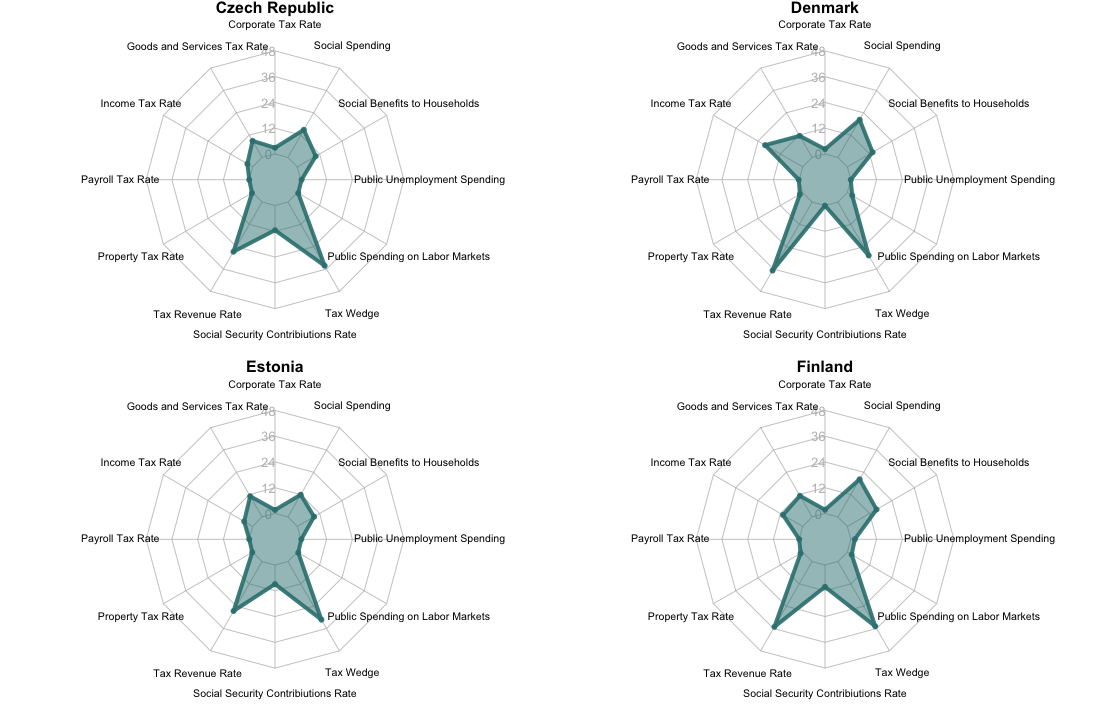 Czech Republic
Corporate Tax Rate
Goods and Services Tax Rate
48
Social Spending
36
Income Tax Rate
24
Social Benefits to Households
12
0
Payroll Tax Rate
Public Unemployment Spending
Property Tax Rate
Public Spending on Labor Markets
Tax Revenue Rate
Tax Wedge
Social Security Contribiutions Rate
Denmark
Corporate Tax Rate
Goods and Services Tax Rate
48
Social Spending
36
Income Tax Rate
24
Social Benefits to Households
12
0
Payroll Tax Rate
Public Unemployment Spending
Property Tax Rate
Public Spending on Labor Markets
Tax Revenue Rate
Tax Wedge
Social Security Contribiutions Rate
Estonia
Corporate Tax Rate
Goods and Services Tax Rate
48
Social Spending
36
Income Tax Rate
24
Social Benefits to Households
12
0
Payroll Tax Rate
Public Unemployment Spending
Property Tax Rate
Public Spending on Labor Markets
Tax Revenue Rate
Tax Wedge
Social Security Contribiutions Rate
Finland
Corporate Tax Rate
Goods and Services Tax Rate
48
Social Spending
36
Income Tax Rate
24
Social Benefits to Households
12
0
Payroll Tax Rate
Public Unemployment Spending
Property Tax Rate
Public Spending on Labor Markets
Tax Revenue Rate
Tax Wedge
Social Security Contribiutions Rate